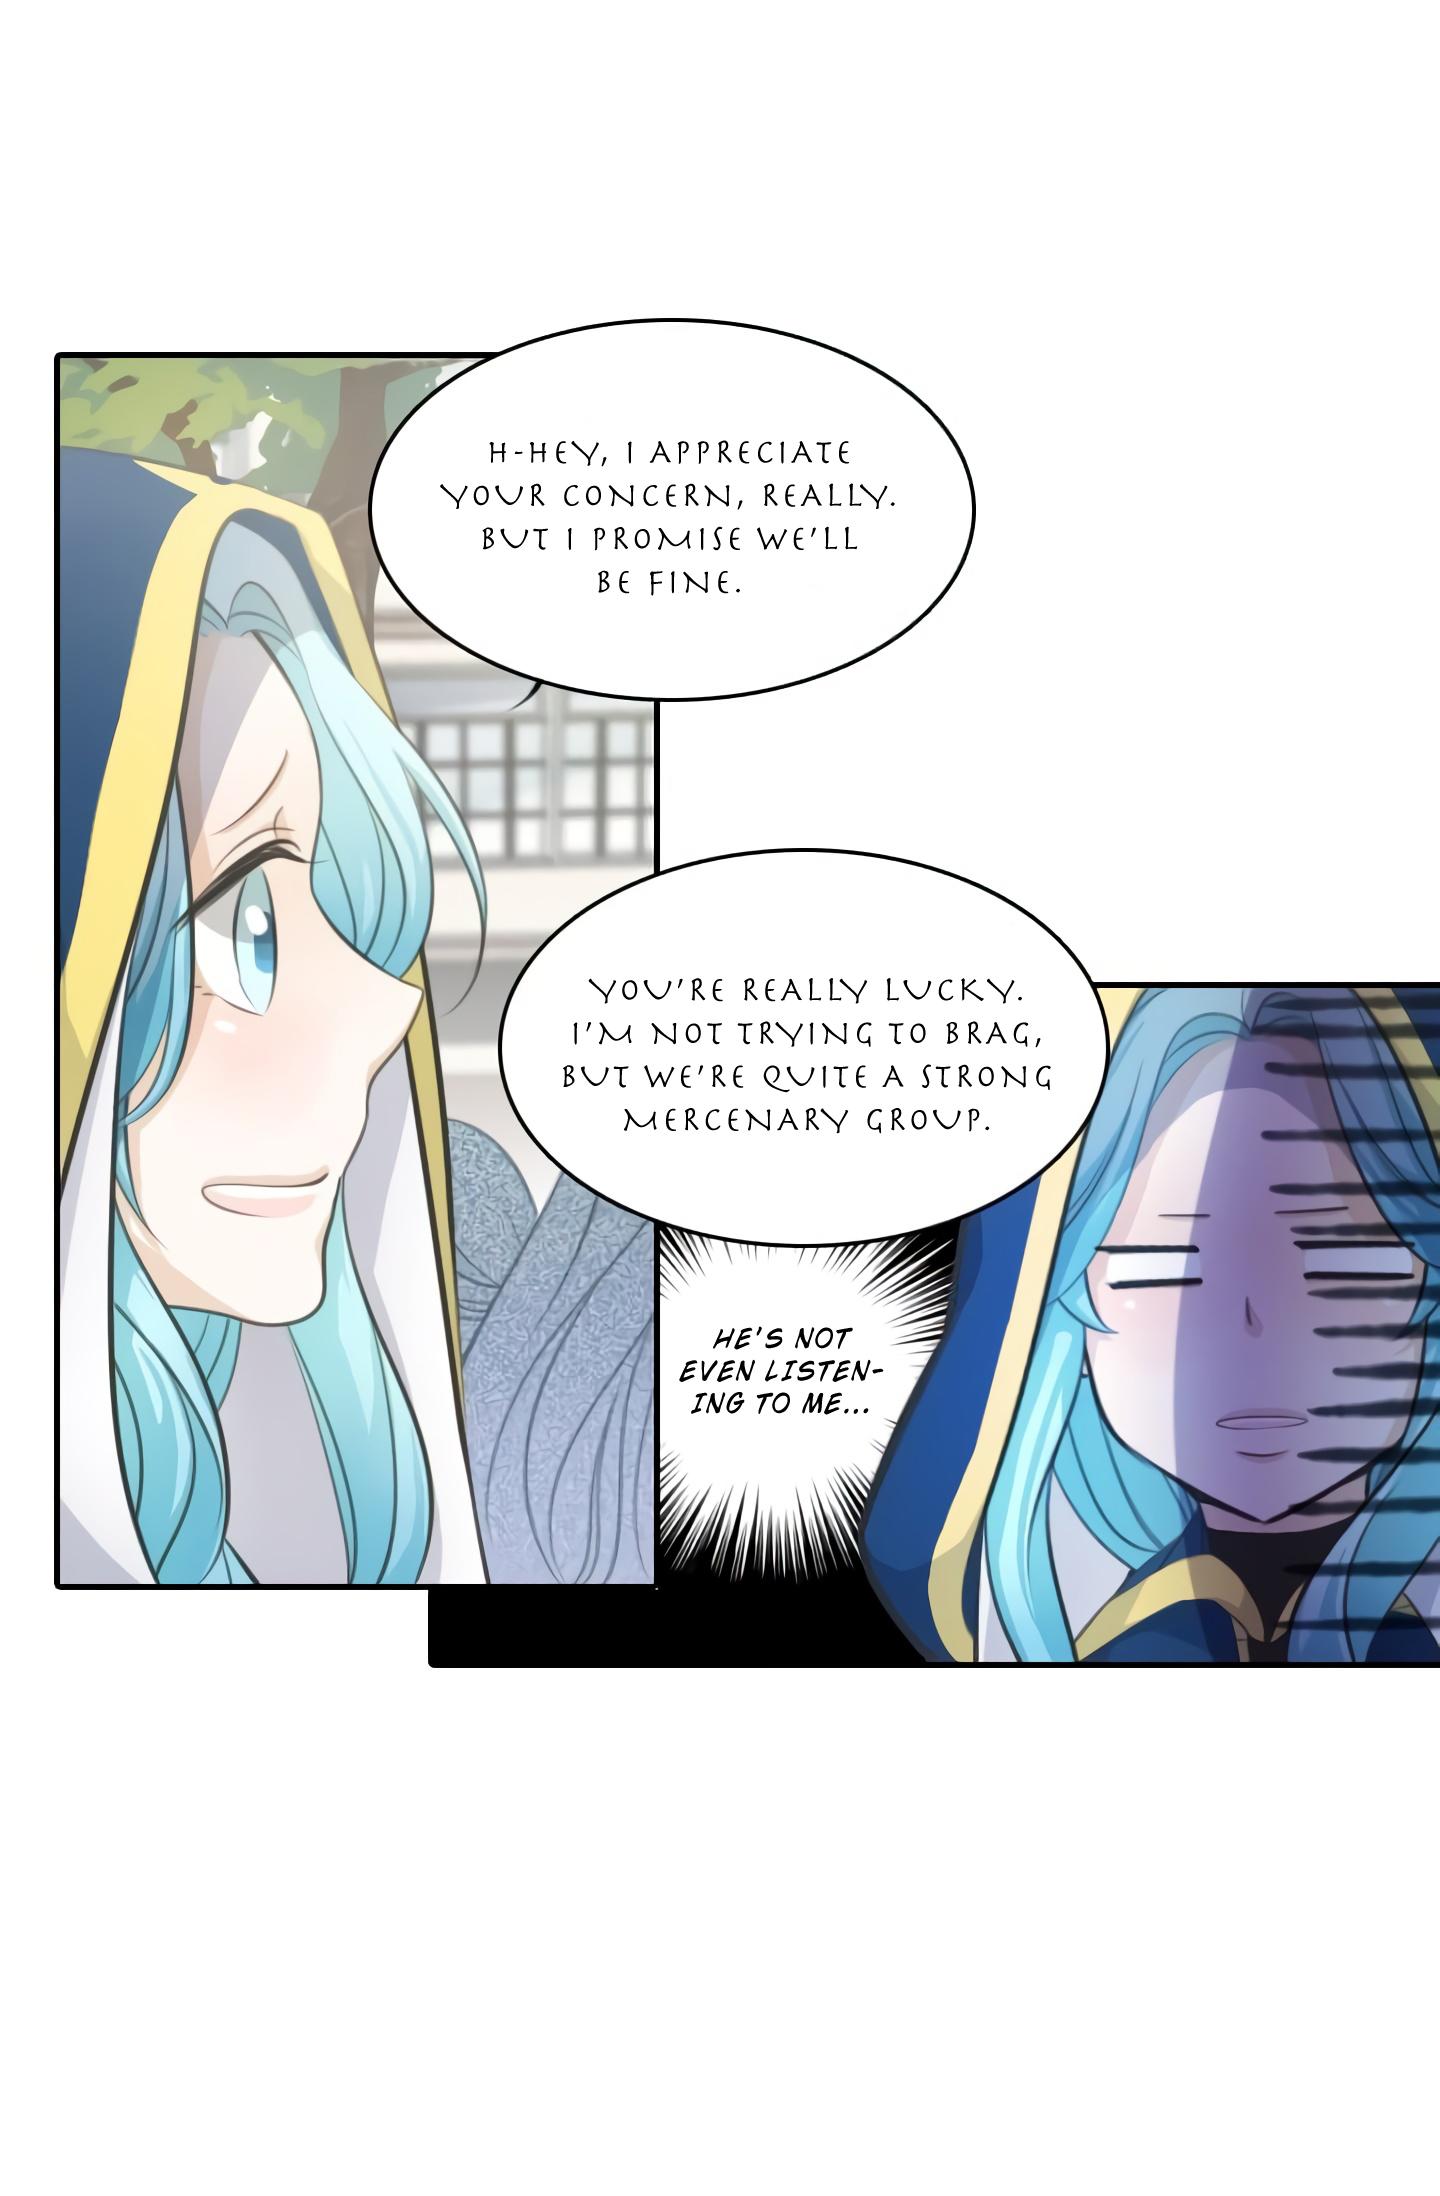 H-HEY, I APPRECIATE
YOUR CONCERN, REALLY.
BUT I PROMISE WE'LL
BE FINE.
YOU'RE REALLY LUCKY.
I'M NOT TRYING TO BRAG,
BUT WE'RE QUITE A STRONG
MERCENARY GROUP.
HE'S NOT
EVEN LISTEN-
ING TO ME...